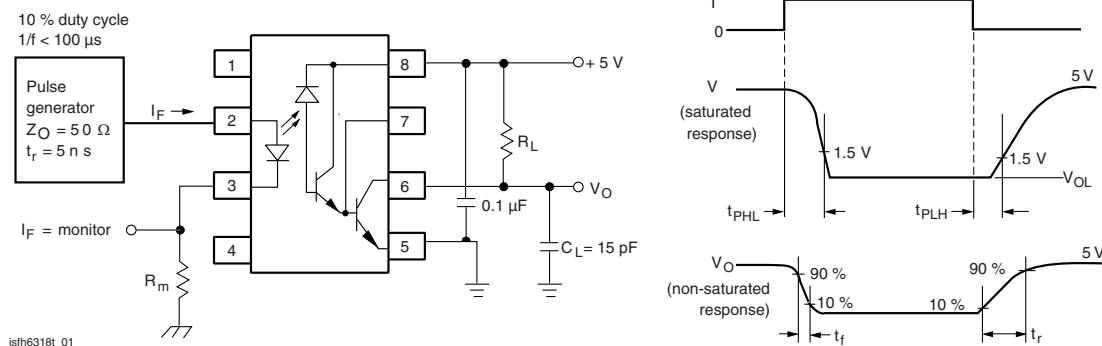 10 % duty cycle
1/f < 100 µs
Pulse
generator
Z_O = 50 Ω
t_r = 5 n s
I_F
1
2
3
4
8
7
6
5
+ 5 V
R_L
V_O
0.1 µF
C_L = 15 pF
I_F = monitor
R_m
isfh6318t_01
0
V
(saturated
response)
5 V
1.5 V
1.5 V
V_OL
t_PHL
t_PLH
V_O
(non-saturated
response)
90 %
10 %
90 %
10 %
5 V
t_f
t_r